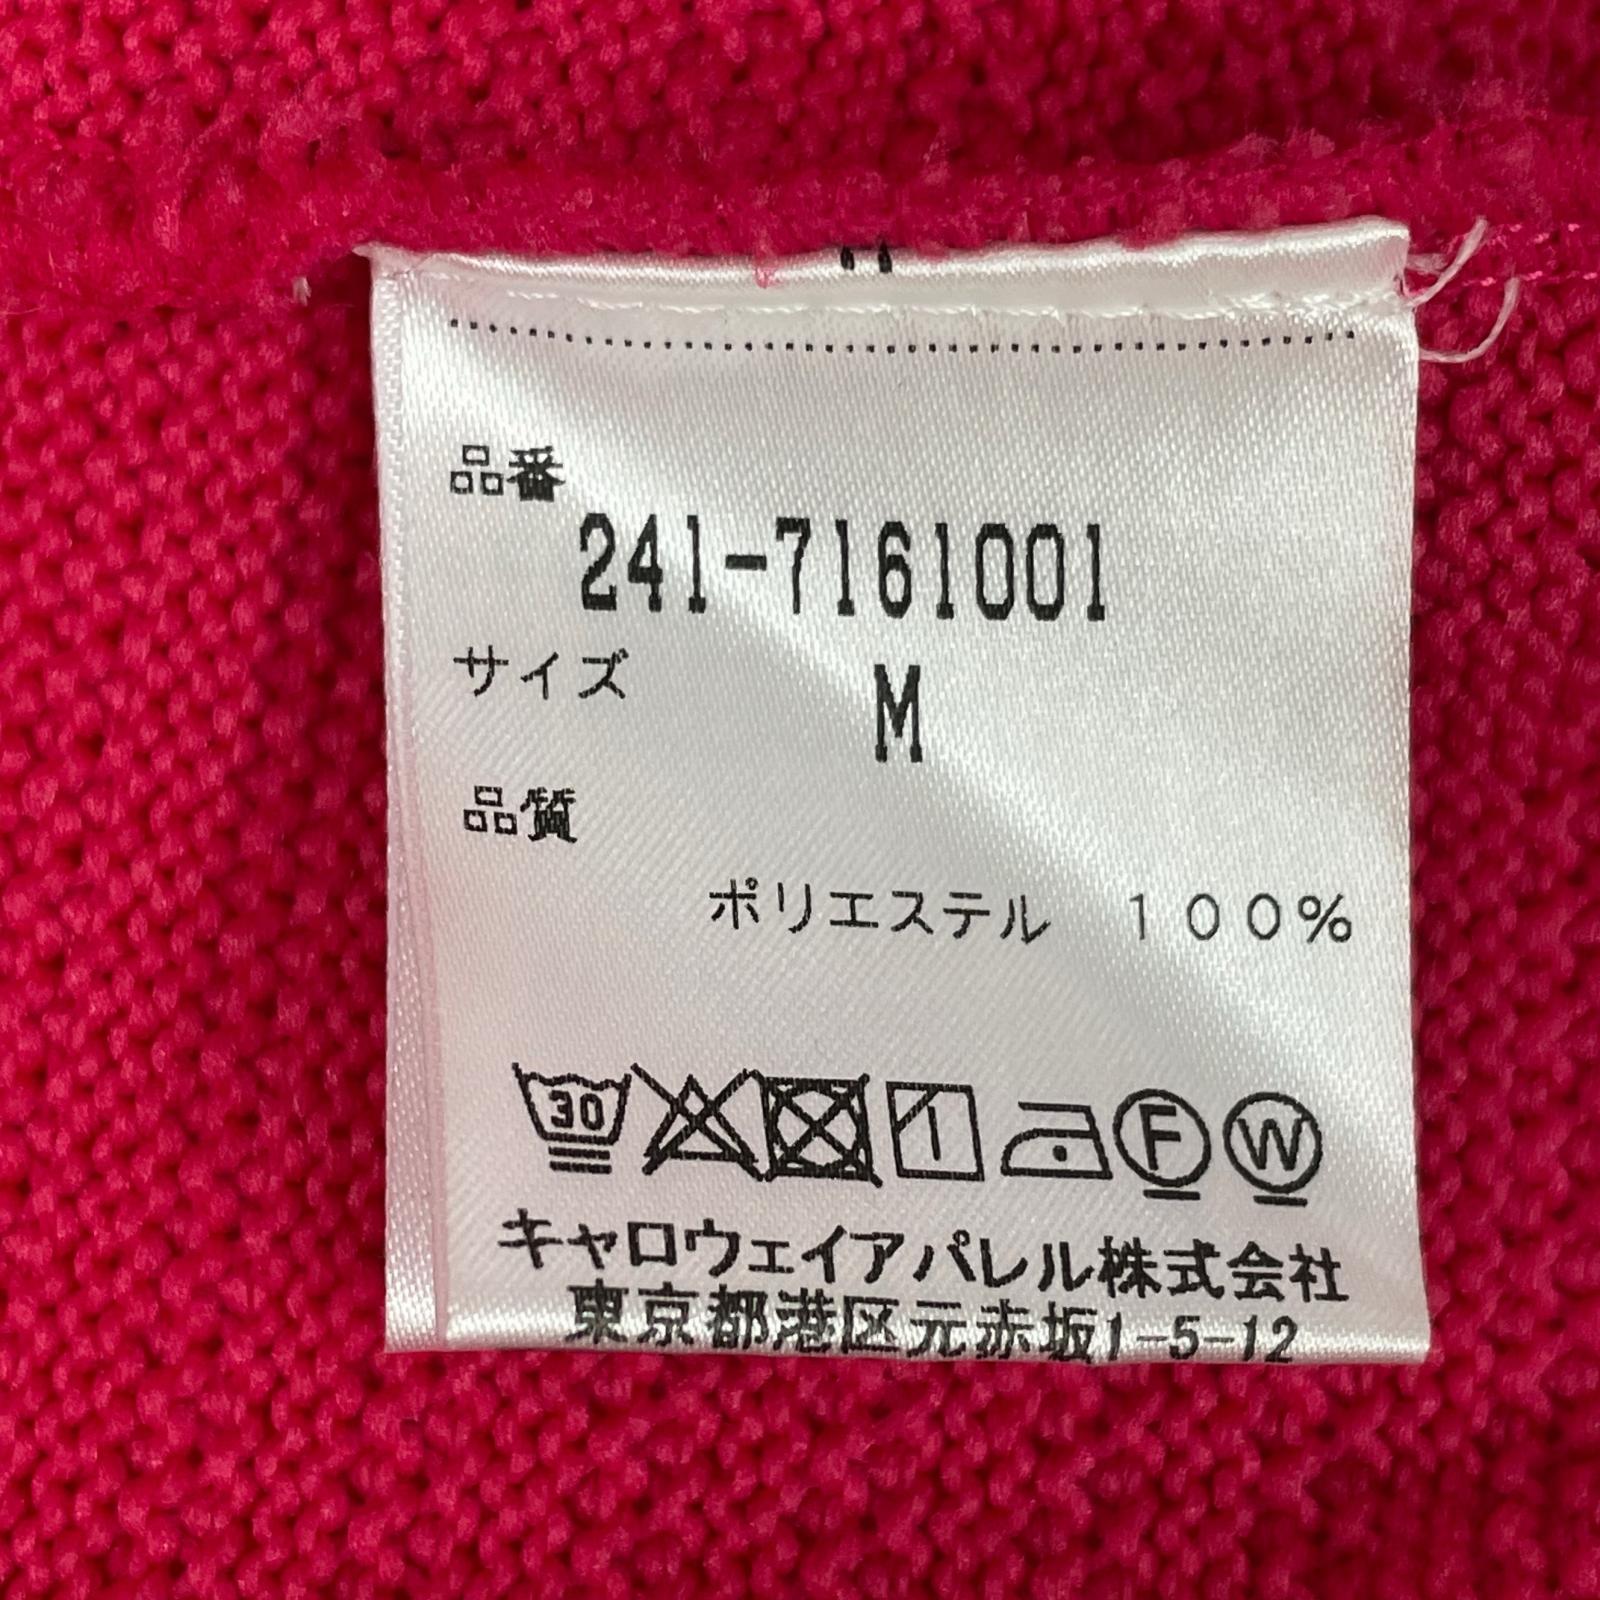 品番
241-7161001
サイズ M
品質
ポリエステル 100%
30 F W
キャロウェイアパレル株式会社
東京都港区元赤坂1-5-12